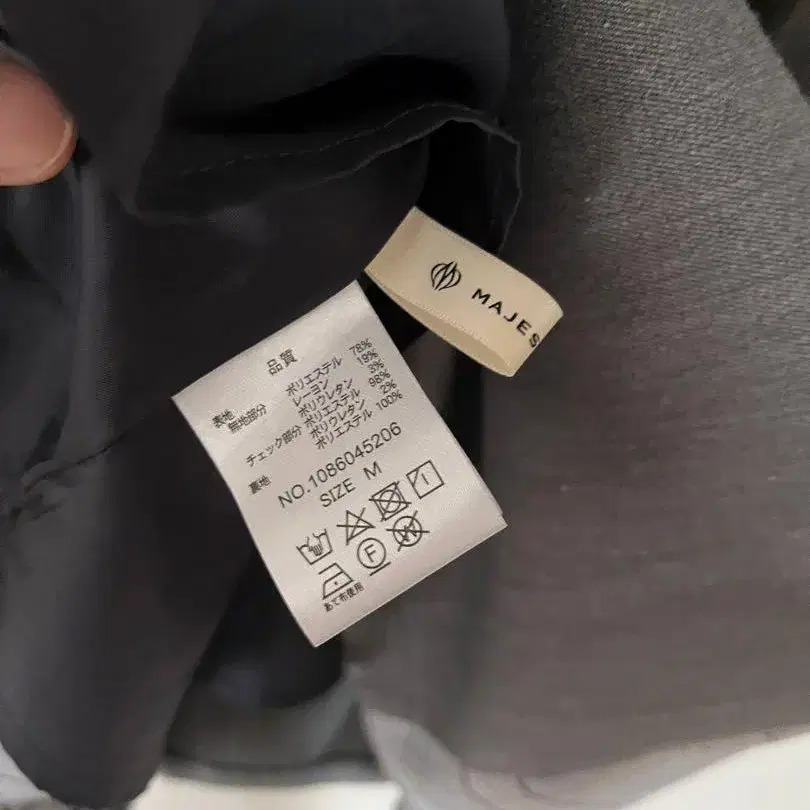 MAJES
品質
表地
無地部分 ポリエステル 78%
レーヨン 19%
ポリウレタン 3%
チェック部分 ポリエステル 98%
ポリウレタン 2%
裏地 ポリエステル 100%
NO.1086045206
SIZE M
F
W
あて布使用